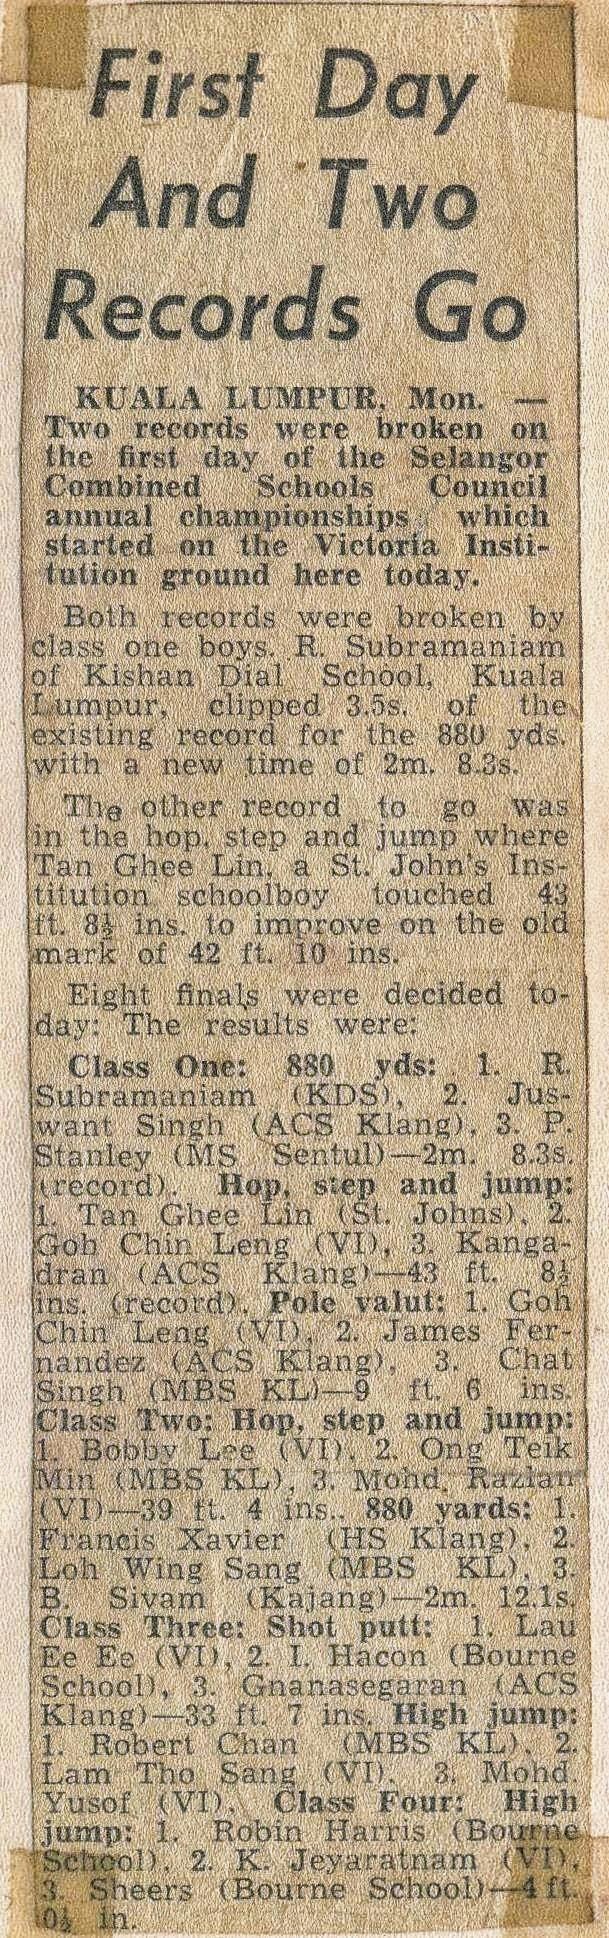 First Day
And Two
Records Go
KUALA LUMPUR, Mon. —
Two records were broken on
the first day of the Selangor
Combined Schools Council
annual championships which
started on the Victoria Insti-
tution ground here today.
Both records were broken by
class one boys. R. Subramaniam
of Kishan Dial School, Kuala
Lumpur, clipped 3.5s. of the
existing record for the 880 yds.
with a new time of 2m. 8.3s.
The other record to go was
in the hop, step and jump where
Tan Ghee Lin, a St. John's Ins-
titution schoolboy touched 43
ft. 8½ ins. to improve on the old
mark of 42 ft. 10 ins.
Eight finals were decided to-
day: The results were:
Class One: 880 yds: 1. R.
Subramaniam (KDS), 2. Jus-
want Singh (ACS Klang), 3. P.
Stanley (MS Sentul)—2m. 8.3s.
(record). Hop, step and jump:
1. Tan Ghee Lin (St. Johns), 2.
Goh Chin Leng (VI), 3. Kanga-
dran (ACS Klang)—43 ft. 8½
ins. (record). Pole valut: 1. Goh
Chin Leng (VI), 2. James Fer-
nandez (ACS Klang), 3. Chat
Singh (MBS KL)—9 ft. 6 ins.
Class Two: Hop, step and jump:
1. Bobby Lee (VI), 2. Ong Teik
Min (MBS KL), 3. Mohd. Razlan
(VI)—39 ft. 4 ins.. 880 yards: 1.
Francis Xavier (HS Klang), 2.
Loh Wing Sang (MBS KL), 3.
B. Sivam (Kajang)—2m. 12.1s.
Class Three: Shot putt: 1. Lau
Ee Ee (VI), 2. I. Hacon (Bourne
School), 3. Gnanasegaran (ACS
Klang)—33 ft. 7 ins. High jump:
1. Robert Chan (MBS KL), 2.
Lam Tho Sang (VI), 3. Mohd.
Yusof (VI). Class Four: High
jump: 1. Robin Harris (Bourne
School), 2. K. Jeyaratnam (VI),
3. Sheers (Bourne School)—4 ft.
0½ in.